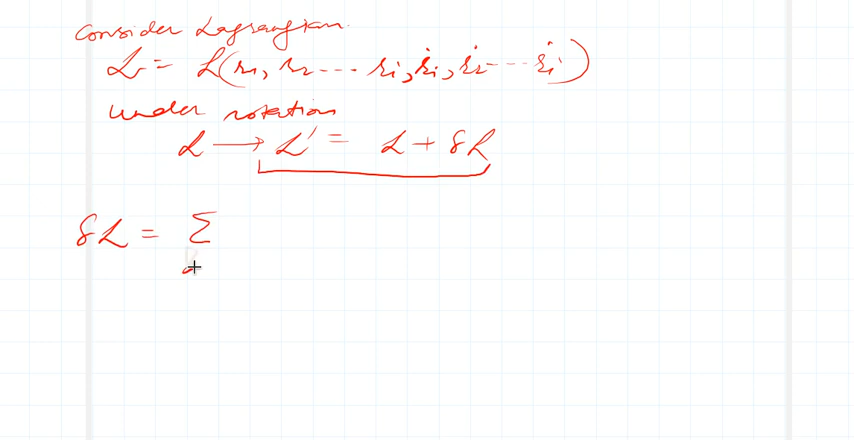 Consider Lagrangian
L = L(r₁, r₂ --- rᵢ, ṙ₁, ṙ₂ --- ṙᵢ)
under rotation
L → L' = L + δL
δL = Σ